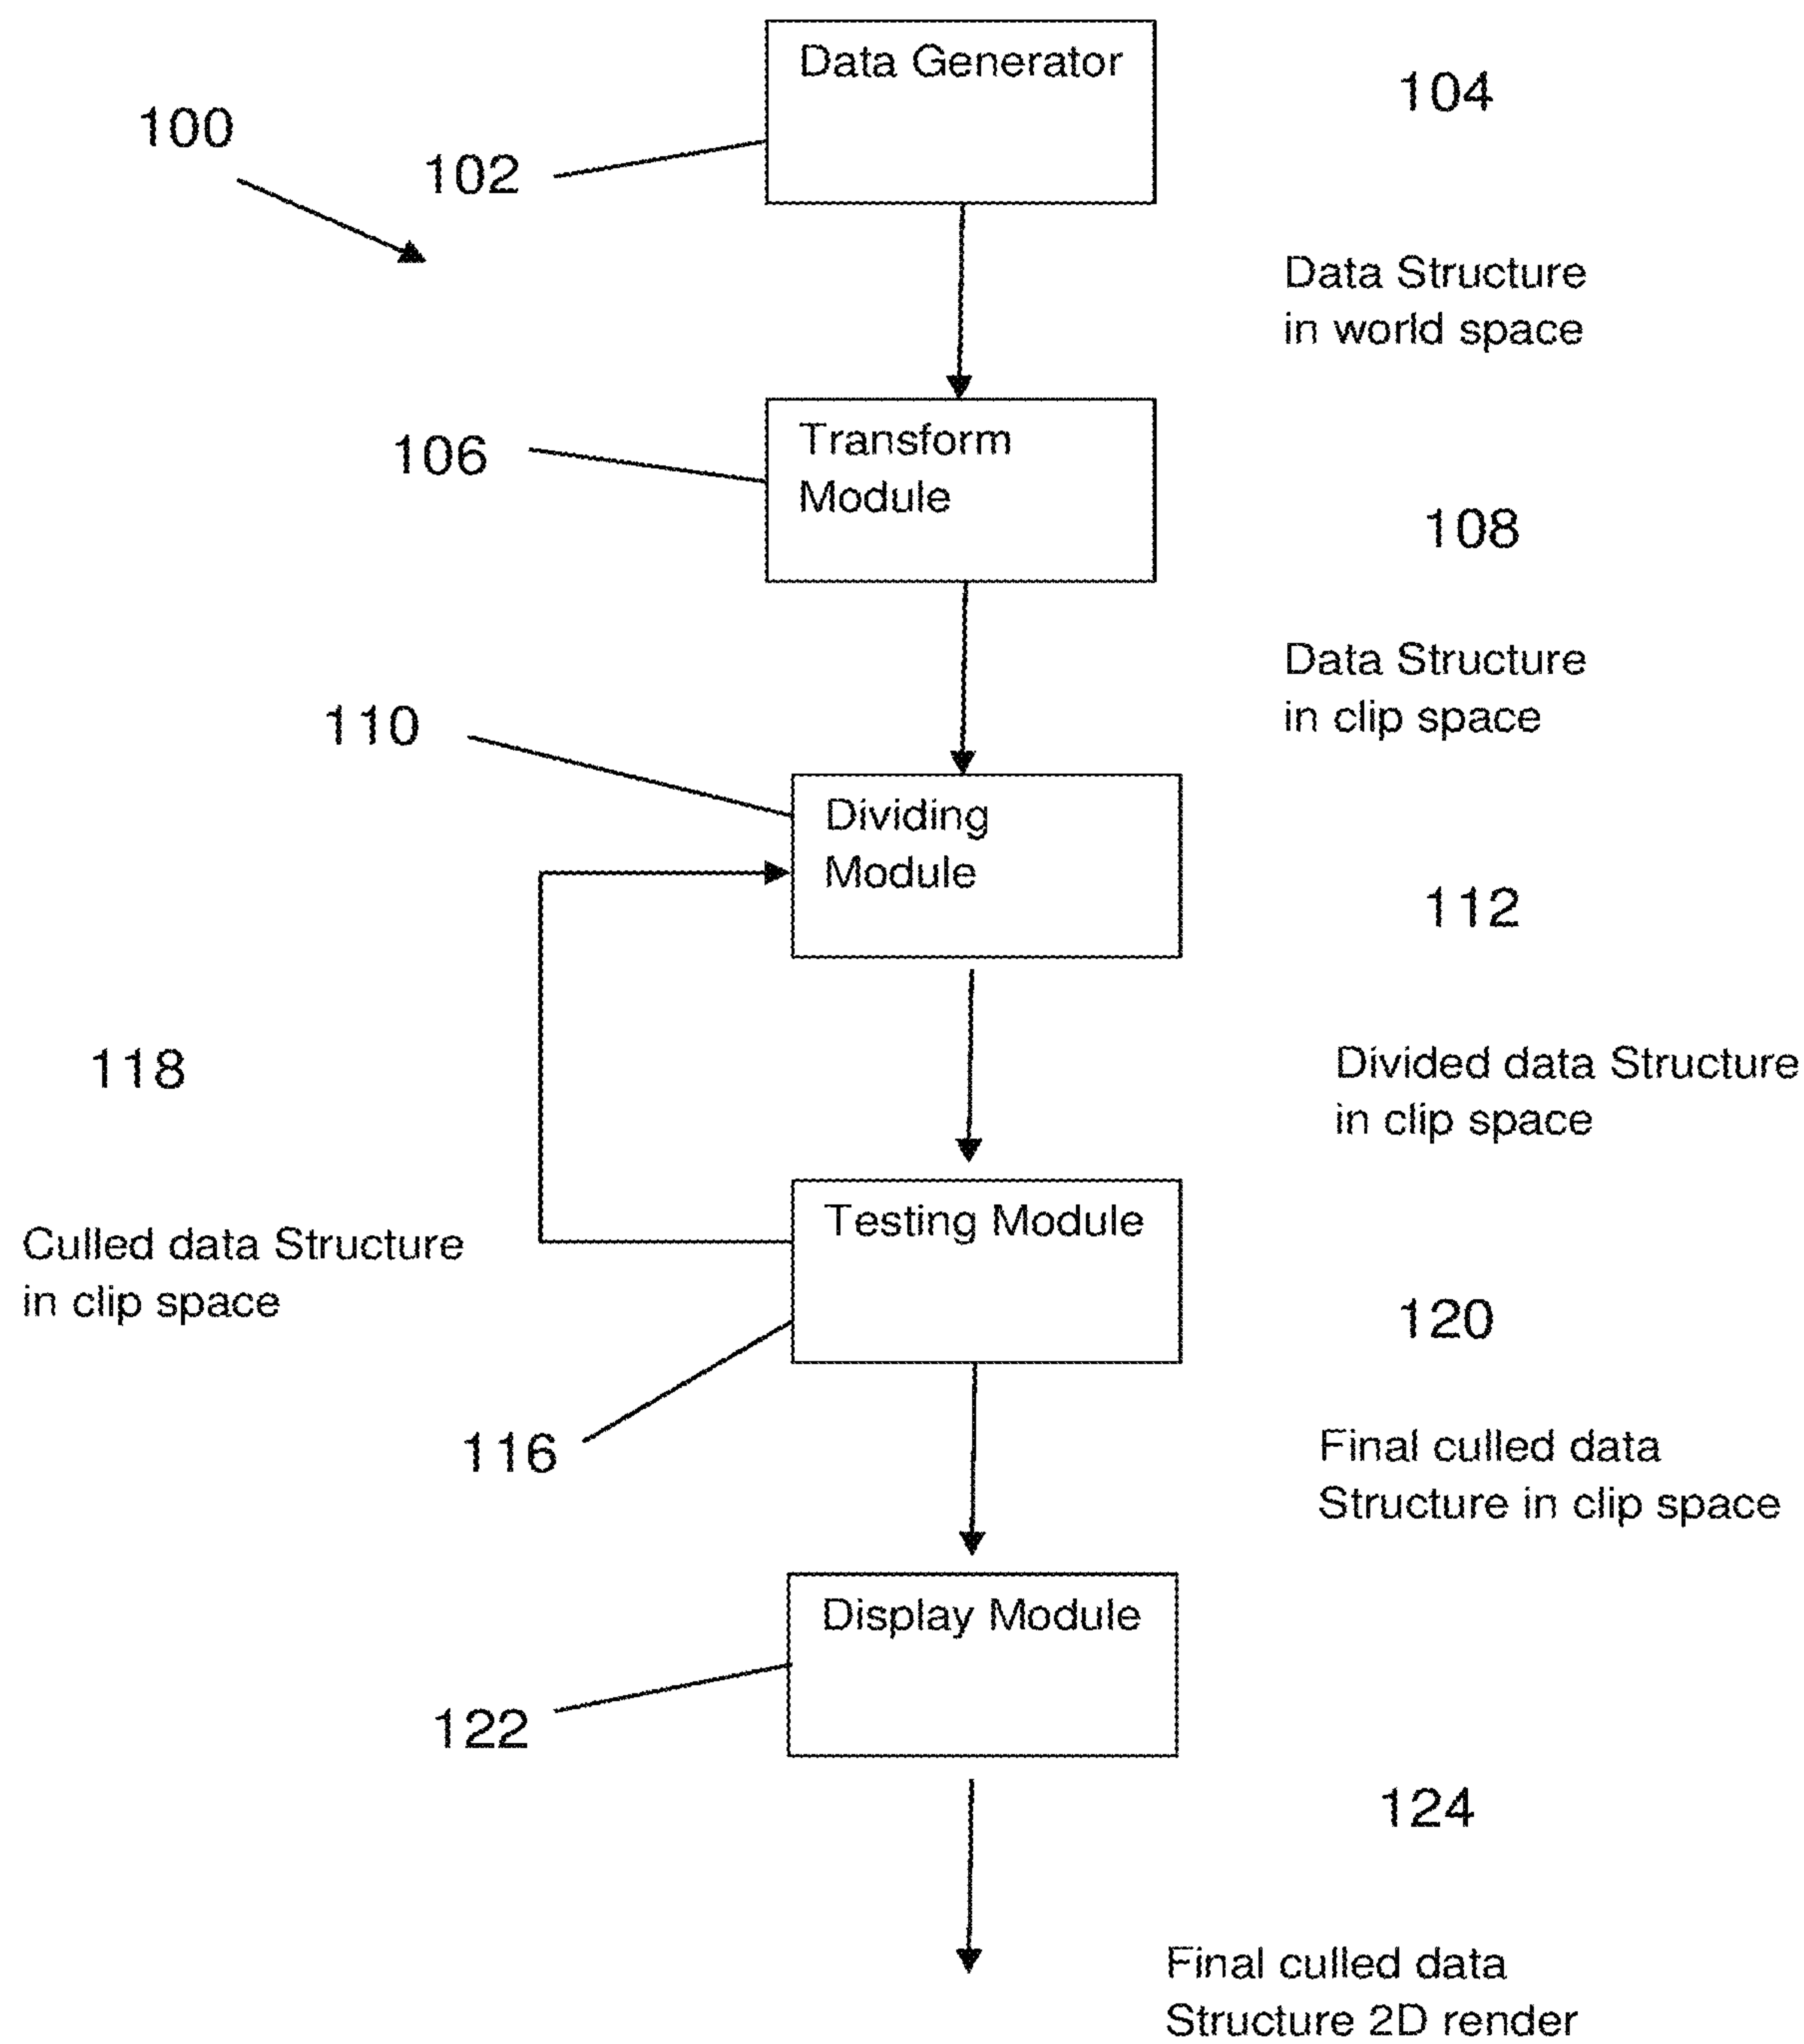 Data Generator
104
100
102
Data Structure
in world space
Transform
Module
106
108
Data Structure
in clip space
110
Dividing
Module
112
118
Divided data Structure
in clip space
Testing Module
Culled data Structure
in clip space
120
116
Final culled data
Structure in clip space
Display Module
122
124
Final culled data
Structure 2D render